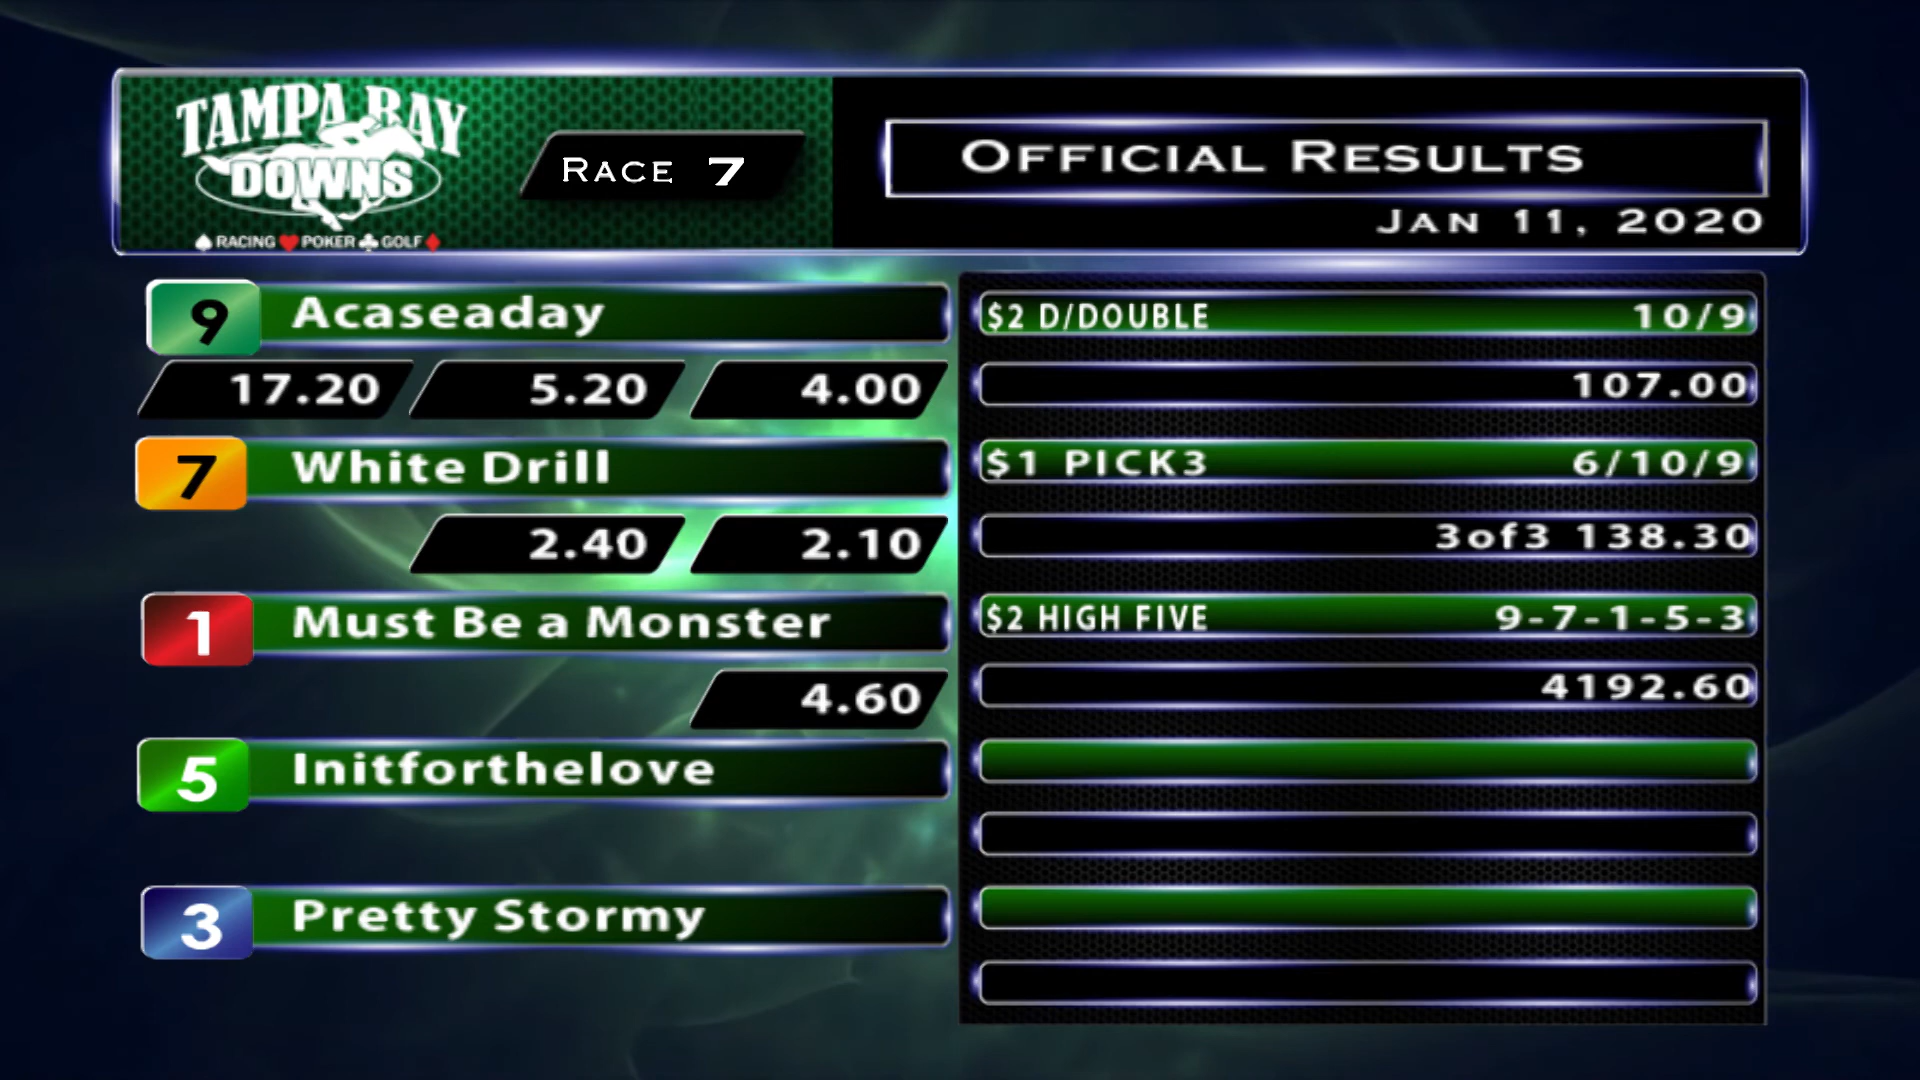 TAMPA BAY
DOWNS
RACING POKER GOLF
RACE 7
OFFICIAL RESULTS
JAN 11, 2020
9 Acaseaday
17.20 5.20 4.00
7 White Drill
2.40 2.10
1 Must Be a Monster
4.60
5 Initforthelove
3 Pretty Stormy
$2 D/DOUBLE 10/9
107.00
$1 PICK3 6/10/9
3of3 138.30
$2 HIGH FIVE 9-7-1-5-3
4192.60